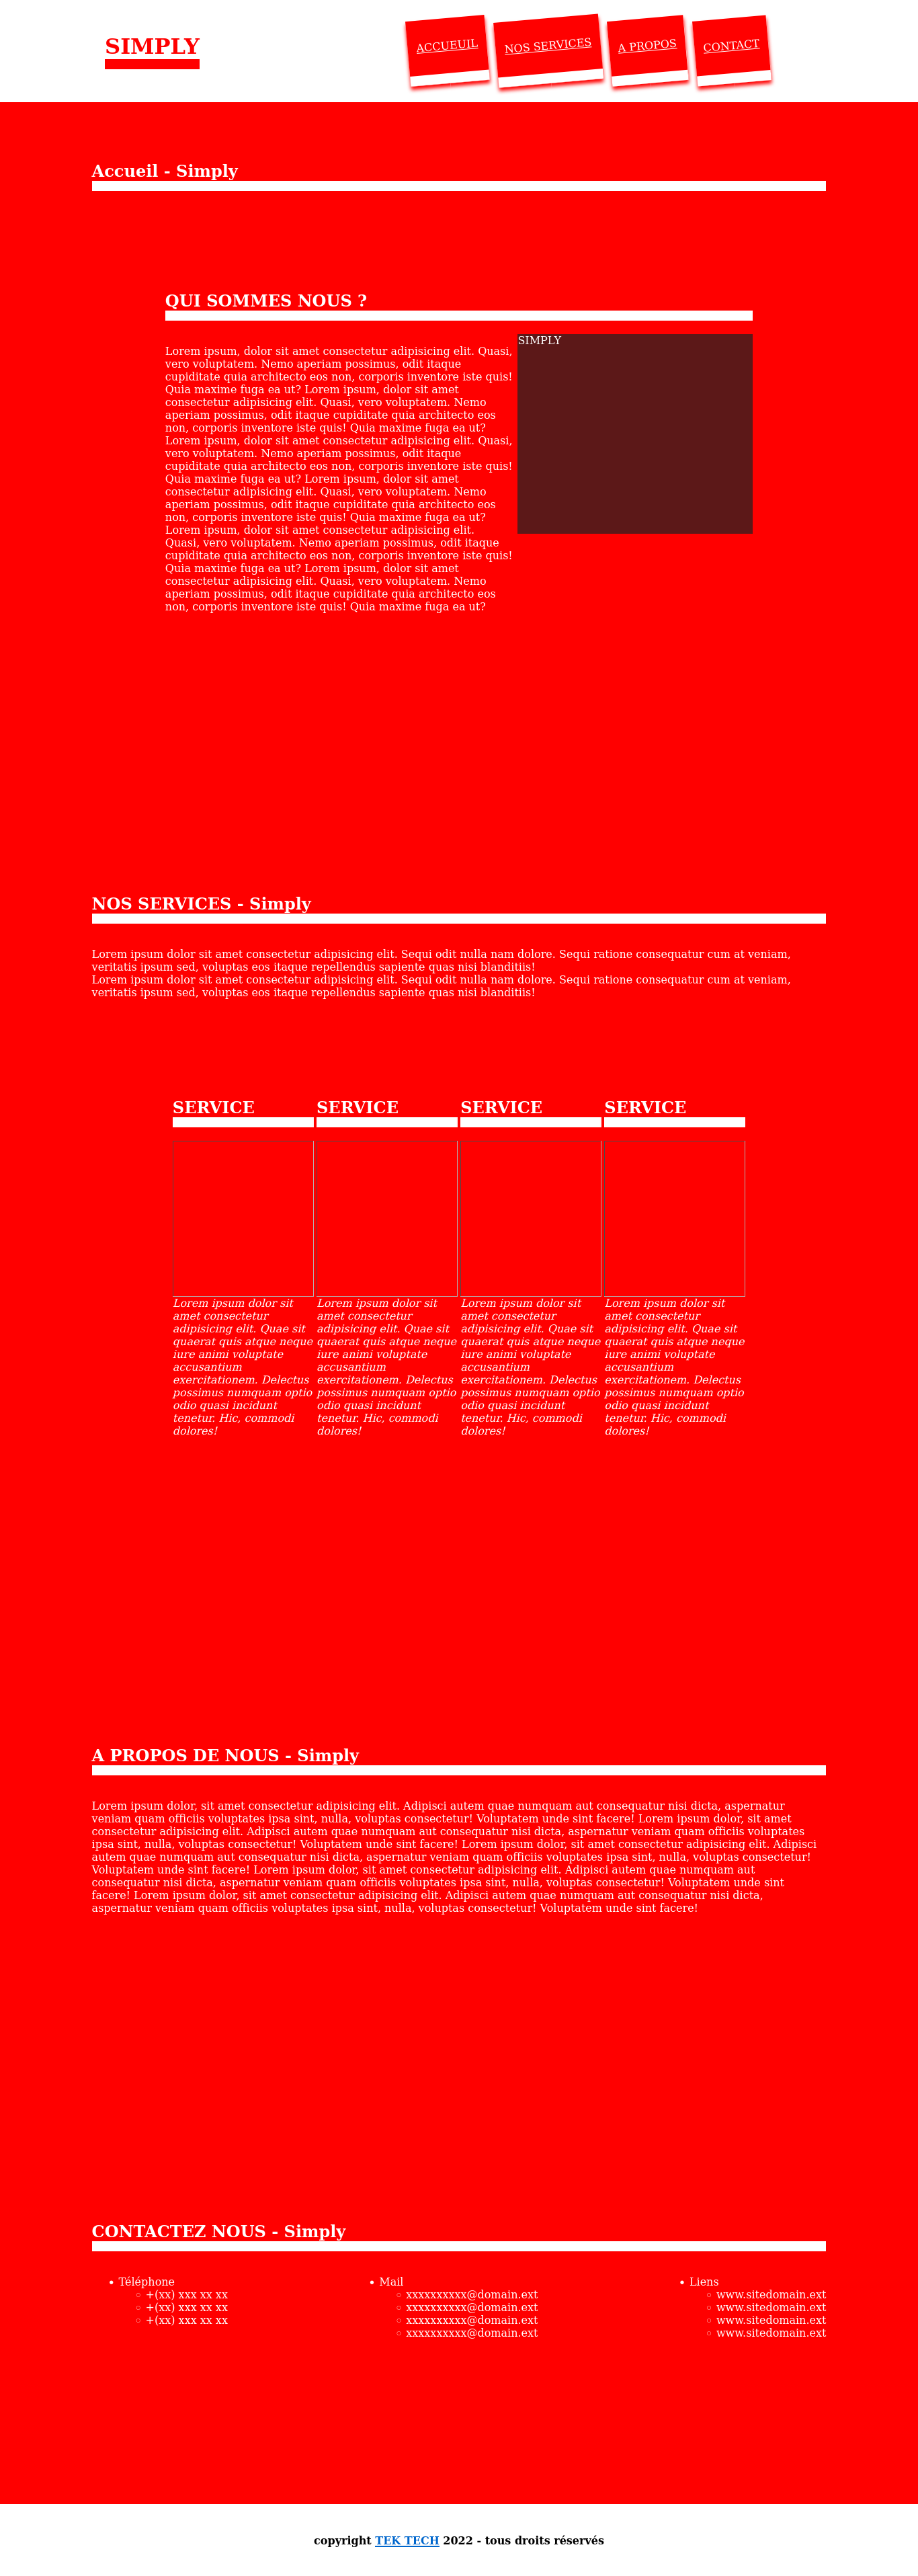 SIMPLY
ACCUEUIL
NOS SERVICES
A PROPOS
CONTACT
Accueil - Simply
QUI SOMMES NOUS ?
Lorem ipsum, dolor sit amet consectetur adipisicing elit. Quasi,
vero voluptatem. Nemo aperiam possimus, odit itaque
cupiditate quia architecto eos non, corporis inventore iste quis!
Quia maxime fuga ea ut? Lorem ipsum, dolor sit amet
consectetur adipisicing elit. Quasi, vero voluptatem. Nemo
aperiam possimus, odit itaque cupiditate quia architecto eos
non, corporis inventore iste quis! Quia maxime fuga ea ut?
Lorem ipsum, dolor sit amet consectetur adipisicing elit. Quasi,
vero voluptatem. Nemo aperiam possimus, odit itaque
cupiditate quia architecto eos non, corporis inventore iste quis!
Quia maxime fuga ea ut? Lorem ipsum, dolor sit amet
consectetur adipisicing elit. Quasi, vero voluptatem. Nemo
aperiam possimus, odit itaque cupiditate quia architecto eos
non, corporis inventore iste quis! Quia maxime fuga ea ut?
Lorem ipsum, dolor sit amet consectetur adipisicing elit.
Quasi, vero voluptatem. Nemo aperiam possimus, odit itaque
cupiditate quia architecto eos non, corporis inventore iste quis!
Quia maxime fuga ea ut? Lorem ipsum, dolor sit amet
consectetur adipisicing elit. Quasi, vero voluptatem. Nemo
aperiam possimus, odit itaque cupiditate quia architecto eos
non, corporis inventore iste quis! Quia maxime fuga ea ut?
SIMPLY
NOS SERVICES - Simply
Lorem ipsum dolor sit amet consectetur adipisicing elit. Sequi odit nulla nam dolore. Sequi ratione consequatur cum at veniam,
veritatis ipsum sed, voluptas eos itaque repellendus sapiente quas nisi blanditiis!
Lorem ipsum dolor sit amet consectetur adipisicing elit. Sequi odit nulla nam dolore. Sequi ratione consequatur cum at veniam,
veritatis ipsum sed, voluptas eos itaque repellendus sapiente quas nisi blanditiis!
SERVICE
Lorem ipsum dolor sit
amet consectetur
adipisicing elit. Quae sit
quaerat quis atque neque
iure animi voluptate
accusantium
exercitationem. Delectus
possimus numquam optio
odio quasi incidunt
tenetur. Hic, commodi
dolores!
SERVICE
Lorem ipsum dolor sit
amet consectetur
adipisicing elit. Quae sit
quaerat quis atque neque
iure animi voluptate
accusantium
exercitationem. Delectus
possimus numquam optio
odio quasi incidunt
tenetur. Hic, commodi
dolores!
SERVICE
Lorem ipsum dolor sit
amet consectetur
adipisicing elit. Quae sit
quaerat quis atque neque
iure animi voluptate
accusantium
exercitationem. Delectus
possimus numquam optio
odio quasi incidunt
tenetur. Hic, commodi
dolores!
SERVICE
Lorem ipsum dolor sit
amet consectetur
adipisicing elit. Quae sit
quaerat quis atque neque
iure animi voluptate
accusantium
exercitationem. Delectus
possimus numquam optio
odio quasi incidunt
tenetur. Hic, commodi
dolores!
A PROPOS DE NOUS - Simply
Lorem ipsum dolor, sit amet consectetur adipisicing elit. Adipisci autem quae numquam aut consequatur nisi dicta, aspernatur
veniam quam officiis voluptates ipsa sint, nulla, voluptas consectetur! Voluptatem unde sint facere! Lorem ipsum dolor, sit amet
consectetur adipisicing elit. Adipisci autem quae numquam aut consequatur nisi dicta, aspernatur veniam quam officiis voluptates
ipsa sint, nulla, voluptas consectetur! Voluptatem unde sint facere! Lorem ipsum dolor, sit amet consectetur adipisicing elit. Adipisci
autem quae numquam aut consequatur nisi dicta, aspernatur veniam quam officiis voluptates ipsa sint, nulla, voluptas consectetur!
Voluptatem unde sint facere! Lorem ipsum dolor, sit amet consectetur adipisicing elit. Adipisci autem quae numquam aut
consequatur nisi dicta, aspernatur veniam quam officiis voluptates ipsa sint, nulla, voluptas consectetur! Voluptatem unde sint
facere! Lorem ipsum dolor, sit amet consectetur adipisicing elit. Adipisci autem quae numquam aut consequatur nisi dicta,
aspernatur veniam quam officiis voluptates ipsa sint, nulla, voluptas consectetur! Voluptatem unde sint facere!
CONTACTEZ NOUS - Simply
Téléphone
+(xx) xxx xx xx
+(xx) xxx xx xx
+(xx) xxx xx xx
Mail
xxxxxxxxxx@domain.ext
xxxxxxxxxx@domain.ext
xxxxxxxxxx@domain.ext
xxxxxxxxxx@domain.ext
Liens
www.sitedomain.ext
www.sitedomain.ext
www.sitedomain.ext
www.sitedomain.ext
copyright TEK TECH 2022 - tous droits réservés